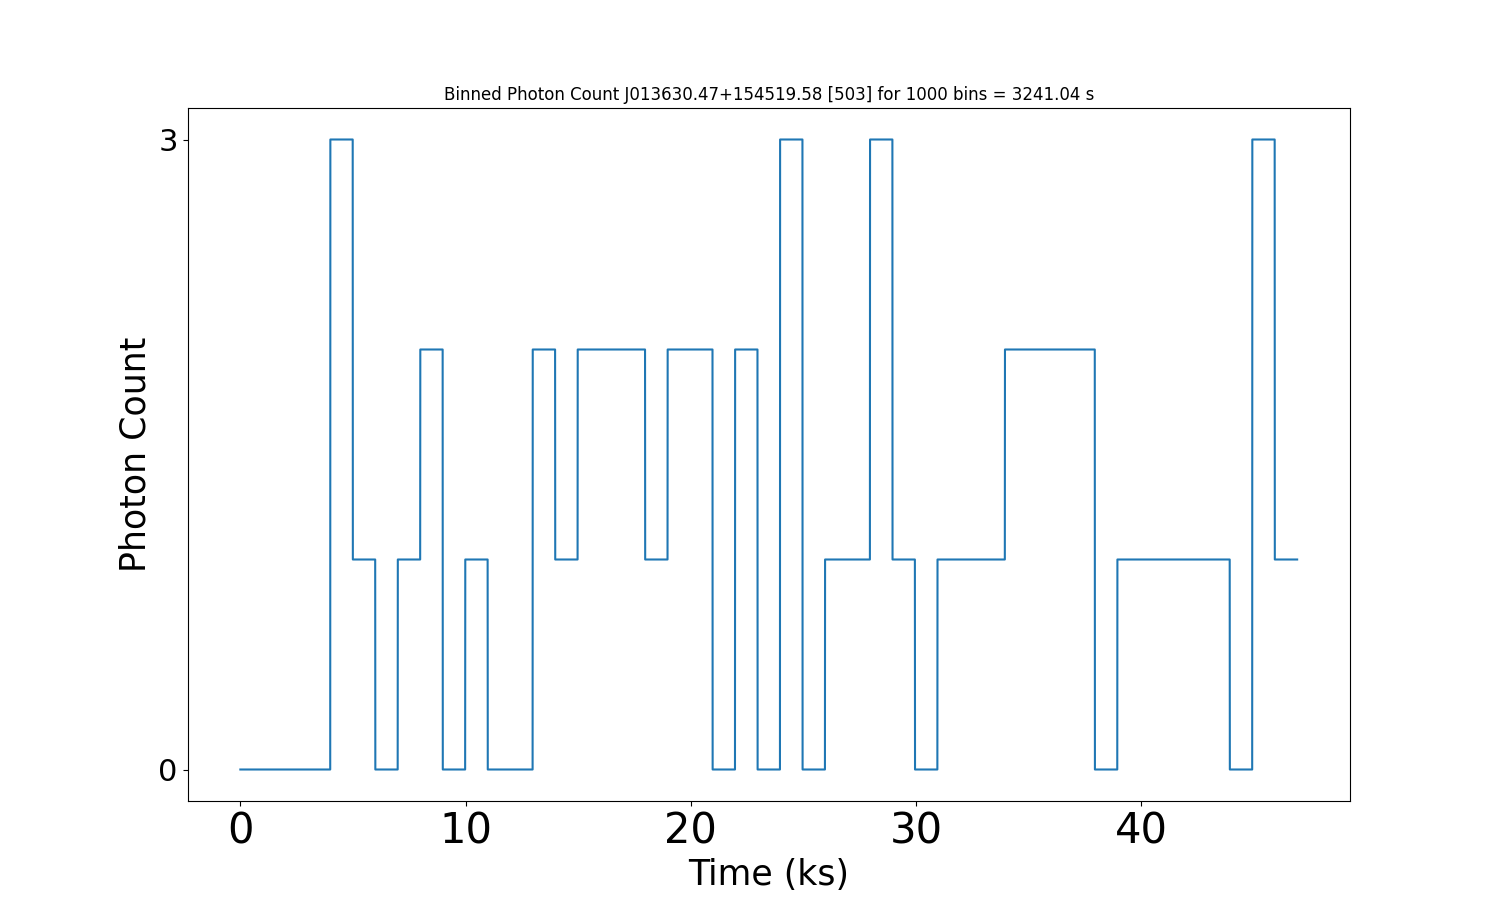 Binned Photon Count J013630.47+154519.58 [503] for 1000 bins = 3241.04 s
3
Photon Count
0
0 10 20 30 40
Time (ks)